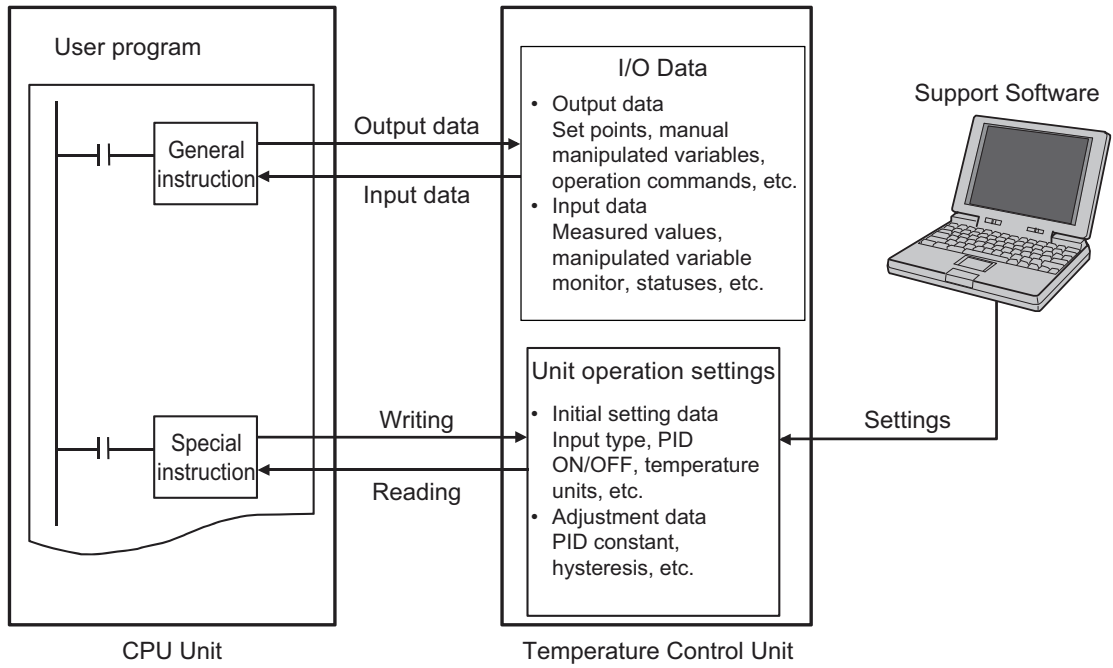 User program
General
instruction
Special
instruction
CPU Unit
Output data
Input data
Writing
Reading
I/O Data
• Output data
Set points, manual
manipulated variables,
operation commands, etc.
• Input data
Measured values,
manipulated variable
monitor, statuses, etc.
Unit operation settings
• Initial setting data
Input type, PID
ON/OFF, temperature
units, etc.
• Adjustment data
PID constant,
hysteresis, etc.
Temperature Control Unit
Support Software
Settings